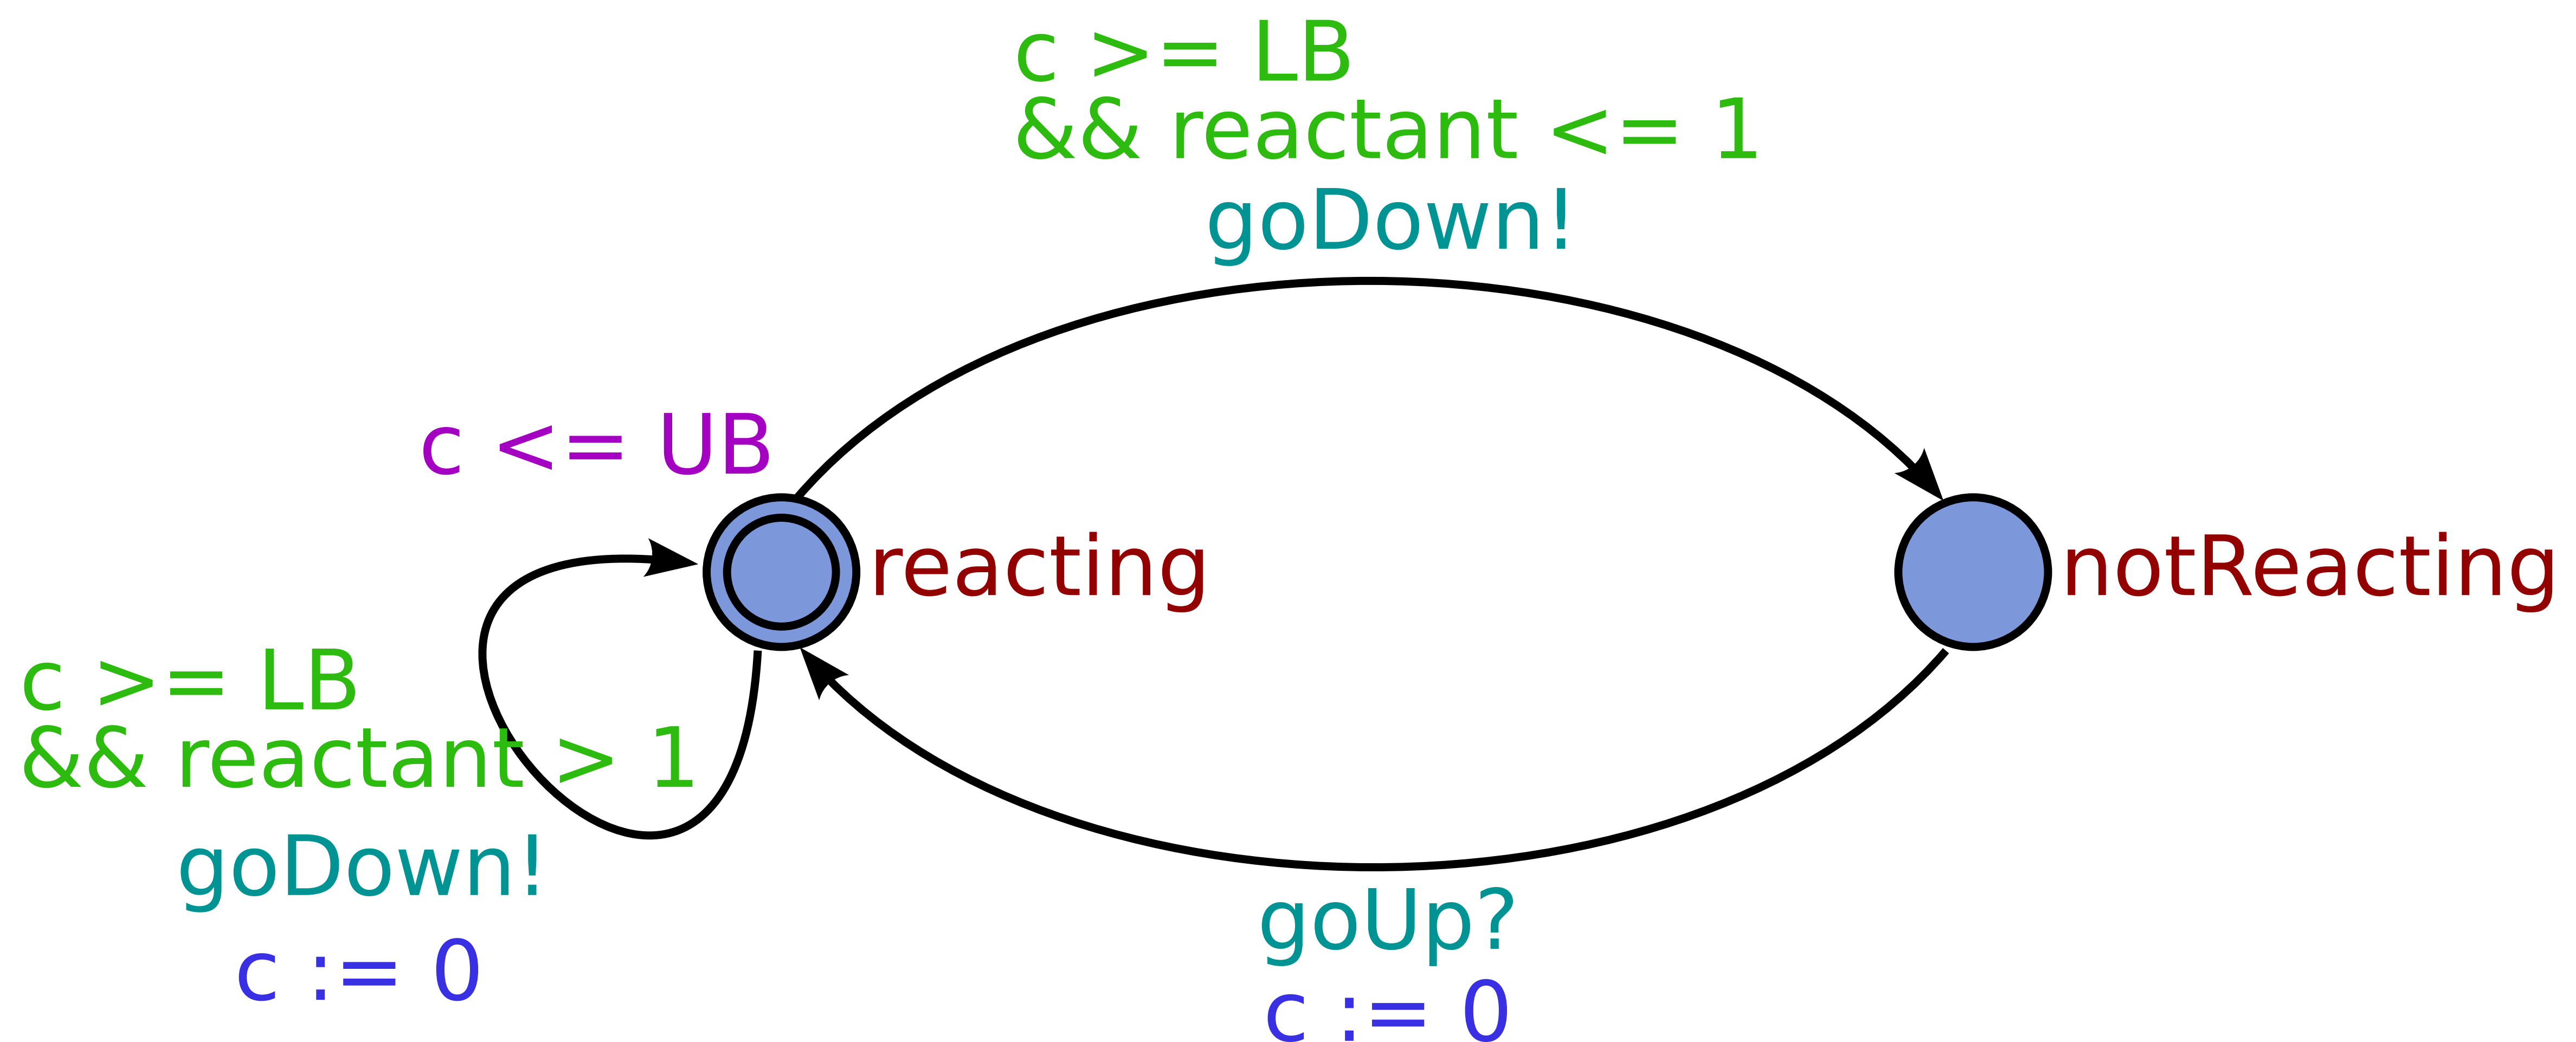 c >= LB
&& reactant <= 1
goDown!
c <= UB
reacting
notReacting
c >= LB
&& reactant > 1
goDown!
c := 0
goUp?
c := 0